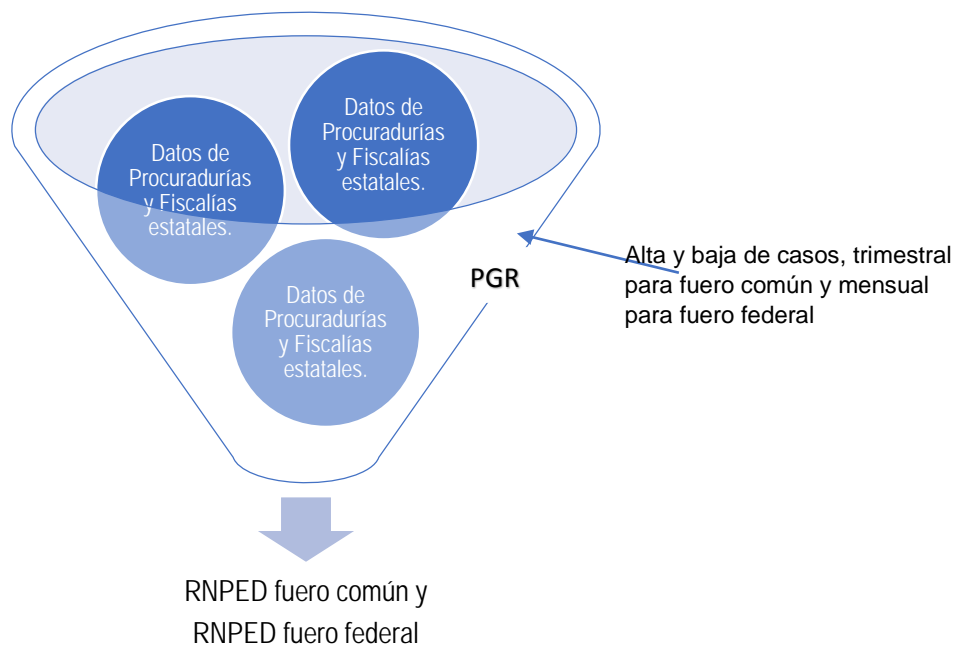 Datos de
Procuradurías
y Fiscalías
estatales.
Datos de
Procuradurías
y Fiscalías
estatales.
Datos de
Procuradurías
y Fiscalías
estatales.
PGR
Alta y baja de casos, trimestral
para fuero común y mensual
para fuero federal
RNPED fuero común y
RNPED fuero federal